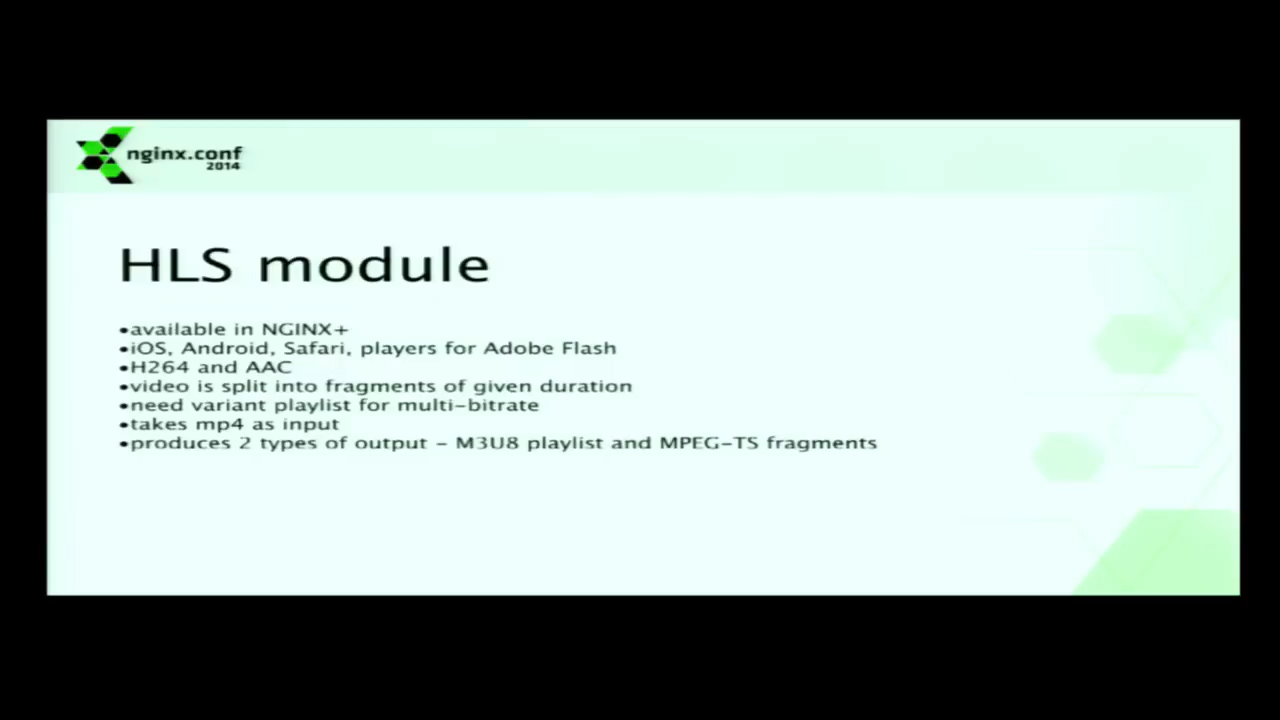 nginx.conf
2014
HLS module
•available in NGINX+
•iOS, Android, Safari, players for Adobe Flash
•H264 and AAC
•video is split into fragments of given duration
•need variant playlist for multi-bitrate
•takes mp4 as input
•produces 2 types of output - M3U8 playlist and MPEG-TS fragments